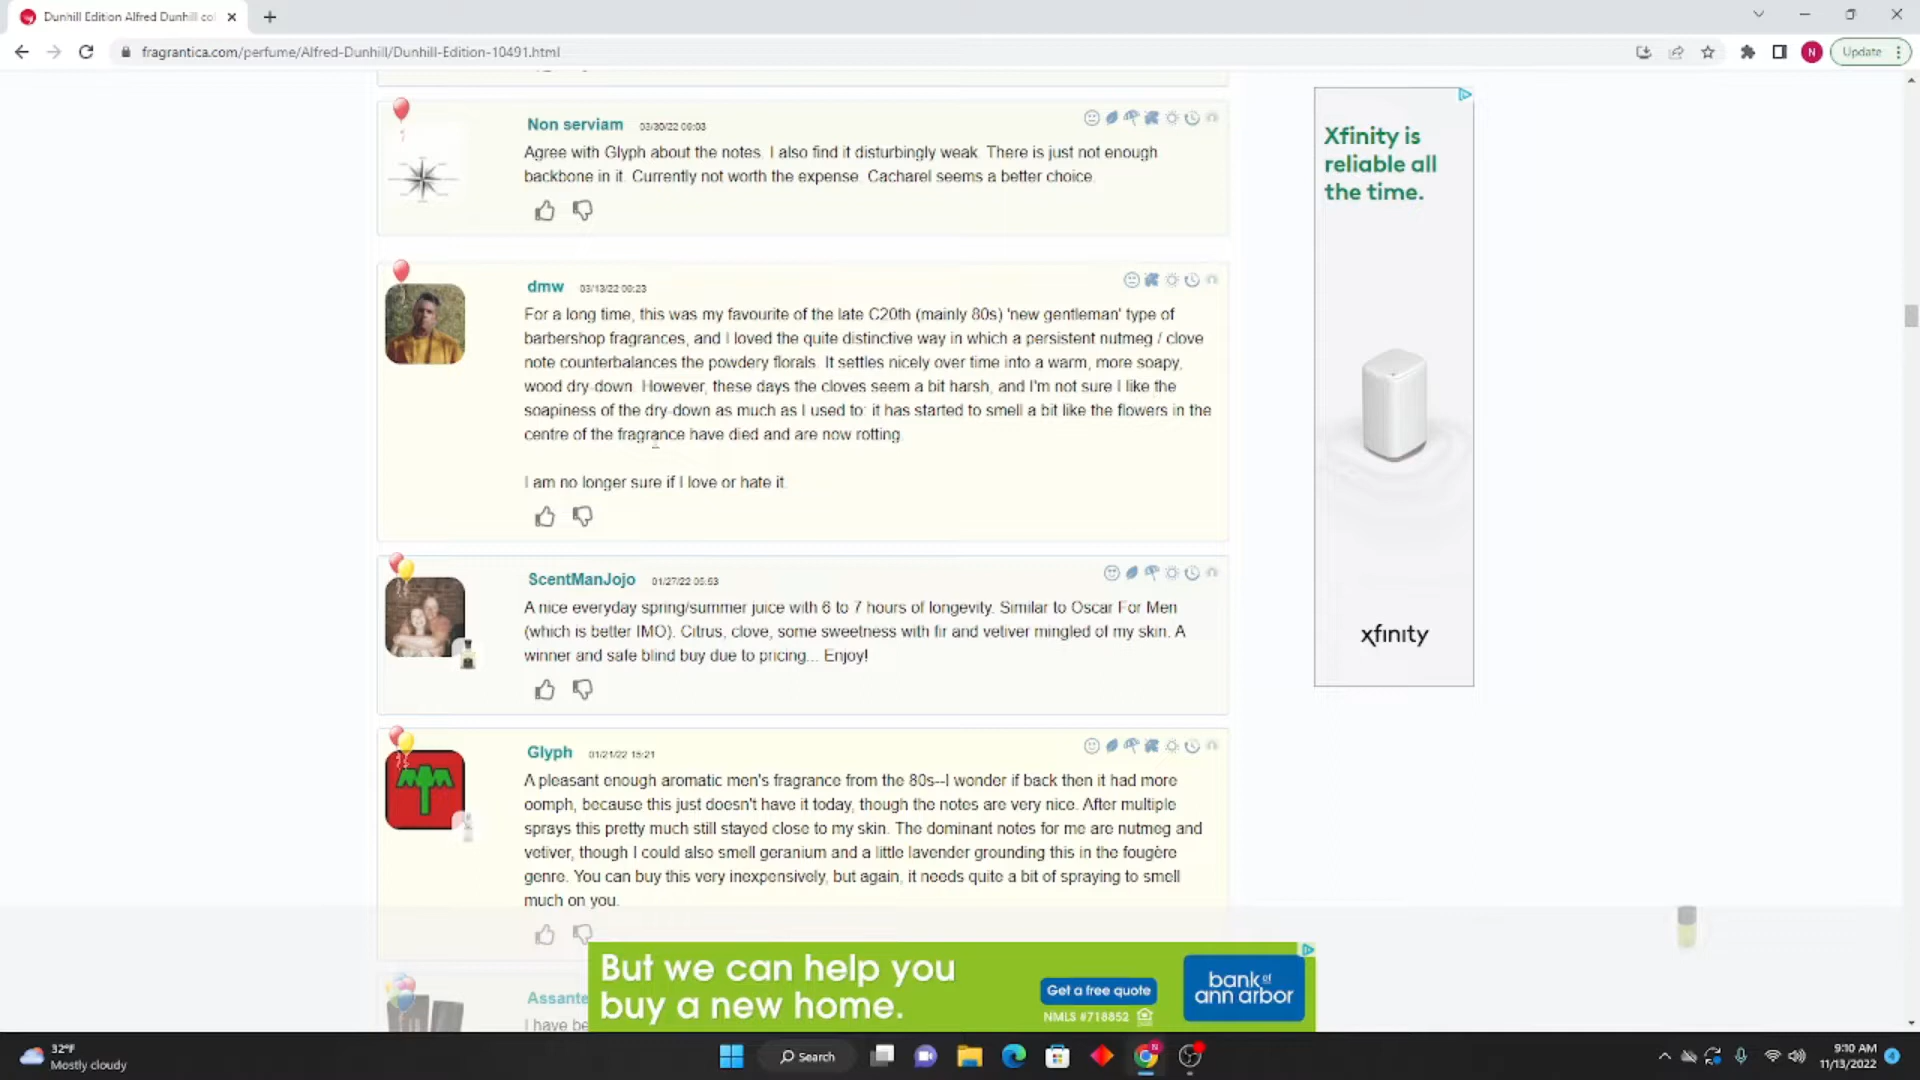 Dunhill Edition Alfred Dunhill co
fragrantica.com/perfume/Alfred-Dunhill/Dunhill-Edition-10491.html
N
Update
Non serviam 03/30/22 09:03
Agree with Glyph about the notes. I also find it disturbingly weak. There is just not enough
backbone in it. Currently not worth the expense. Cacharel seems a better choice.
dmw
For a long time, this was my favourite of the late C20th (mainly 80s) 'new gentleman' type of
barbershop fragrances, and I loved the quite distinctive way in which a persistent nutmeg / clove
note counterbalances the powdery florals. It settles nicely over time into a warm, more soapy,
wood dry-down. However, these days the cloves seem a bit harsh, and I'm not sure I like the
soapiness of the dry-down as much as I used to: it has started to smell a bit like the flowers in the
centre of the fragrance have died and are now rotting.
I am no longer sure if I love or hate it.
ScentManJojo
A nice everyday spring/summer juice with 6 to 7 hours of longevity. Similar to Oscar For Men
(which is better IMO). Citrus, clove, some sweetness with fir and vetiver mingled of my skin. A
winner and safe blind buy due to pricing... Enjoy!
Glyph 01/21/22 15:21
A pleasant enough aromatic men's fragrance from the 80s--I wonder if back then it had more
oomph, because this just doesn't have it today, though the notes are very nice. After multiple
sprays this pretty much still stayed close to my skin. The dominant notes for me are nutmeg and
vetiver, though I could also smell geranium and a little lavender grounding this in the fougère
genre. You can buy this very inexpensively, but again, it needs quite a bit of spraying to smell
much on you.
Assante
I have be
Xfinity is
reliable all
the time.
xfinity
But we can help you
buy a new home.
Get a free quote
NMLS #718852
bank of
ann arbor
32°F
Mostly cloudy
Search
9:10 AM
11/13/2022
4